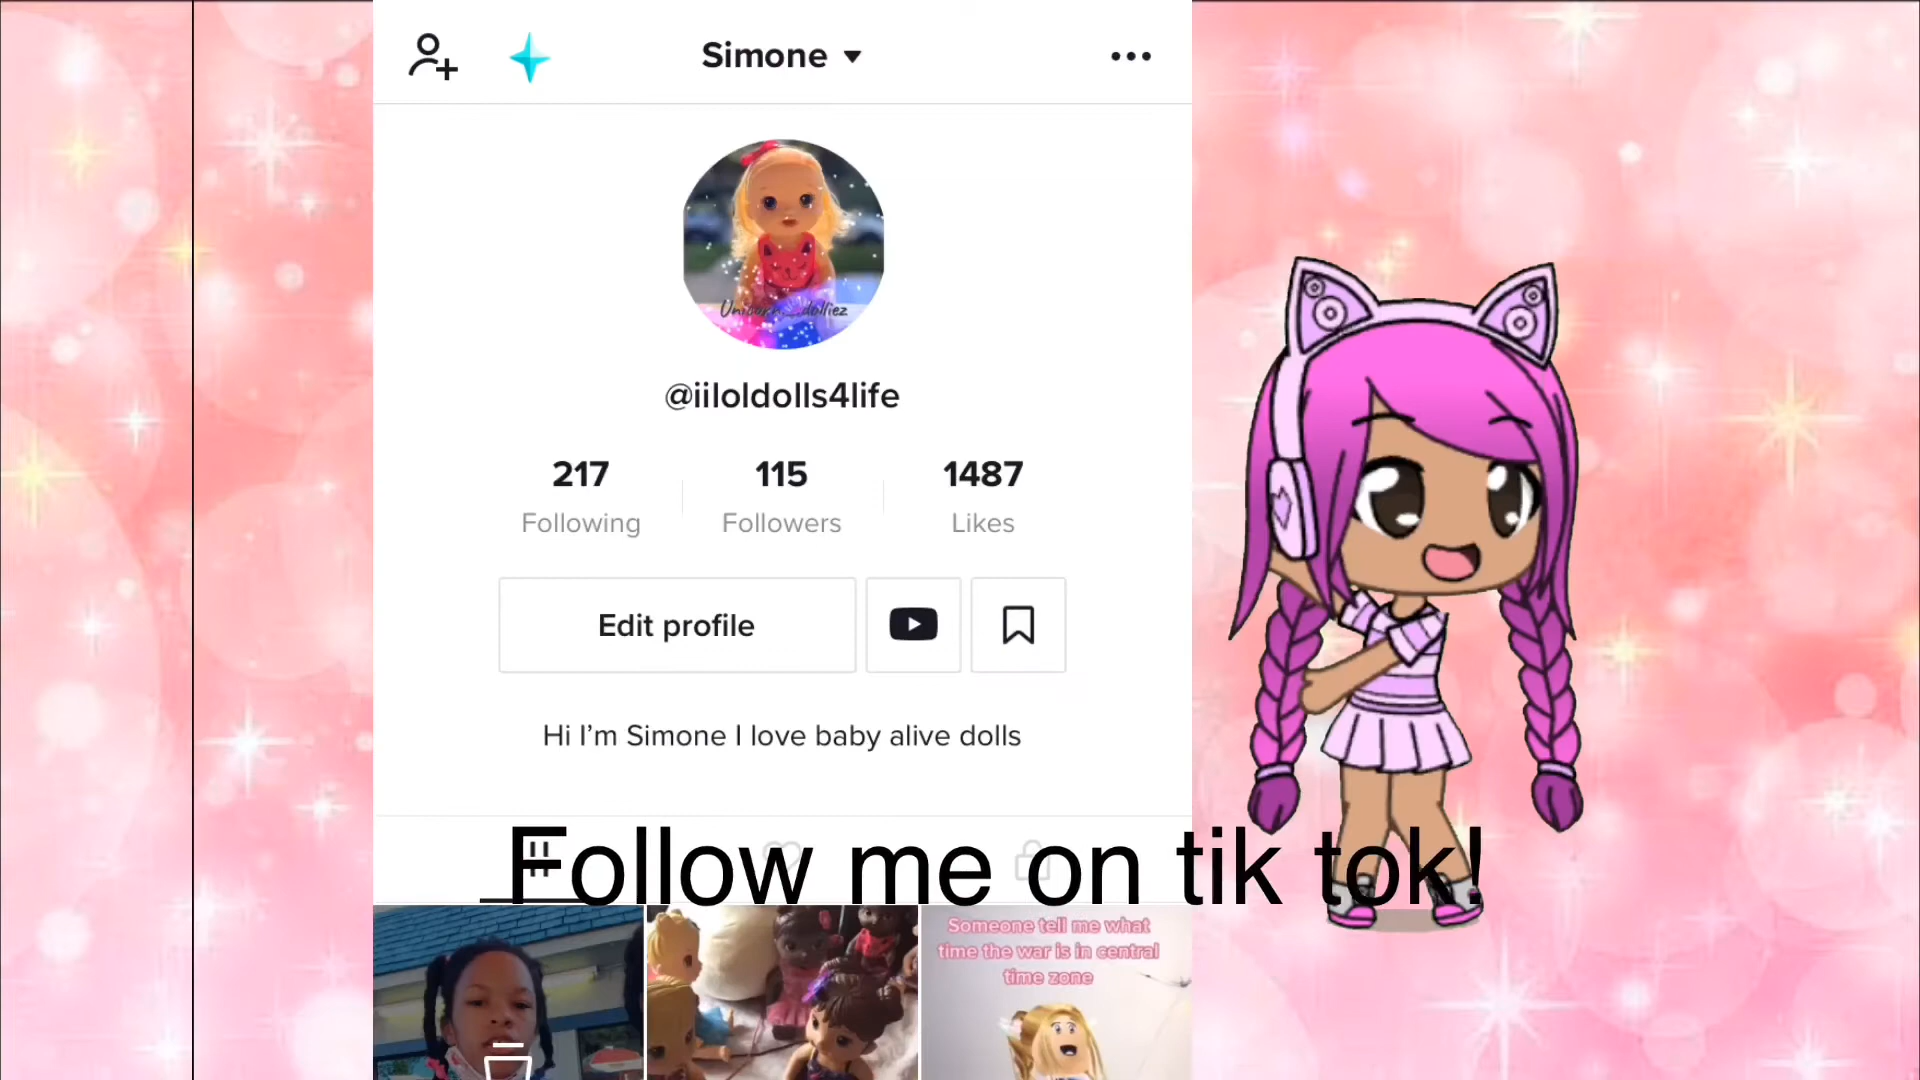 Simone
Unicorn__dolliez
@iiloldolls4life
217 115 1487
Following Followers Likes
Edit profile
Hi I’m Simone I love baby alive dolls
Follow me on tik tok!
Someone tell me what
time the war is in central
time zone